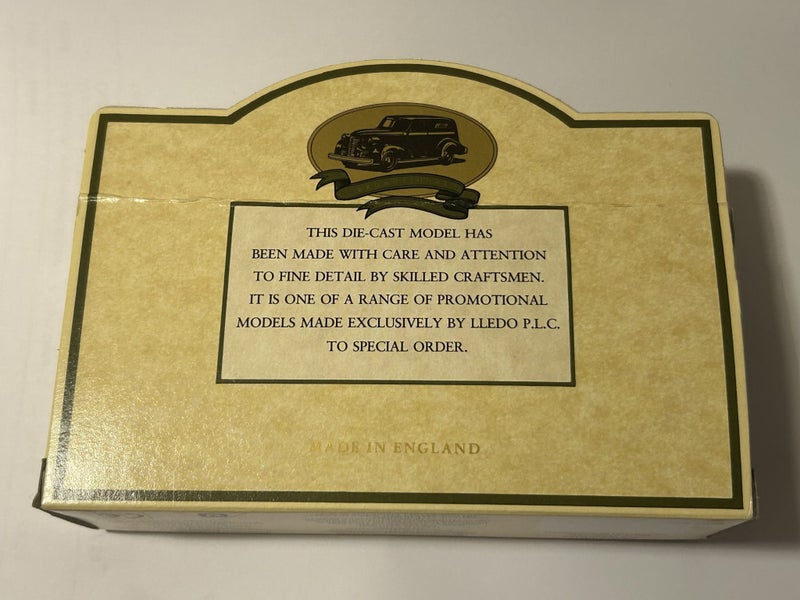 THIS DIE-CAST MODEL HAS
BEEN MADE WITH CARE AND ATTENTION
TO FINE DETAIL BY SKILLED CRAFTSMEN.
IT IS ONE OF A RANGE OF PROMOTIONAL
MODELS MADE EXCLUSIVELY BY LLEDO P.L.C.
TO SPECIAL ORDER.
MADE IN ENGLAND